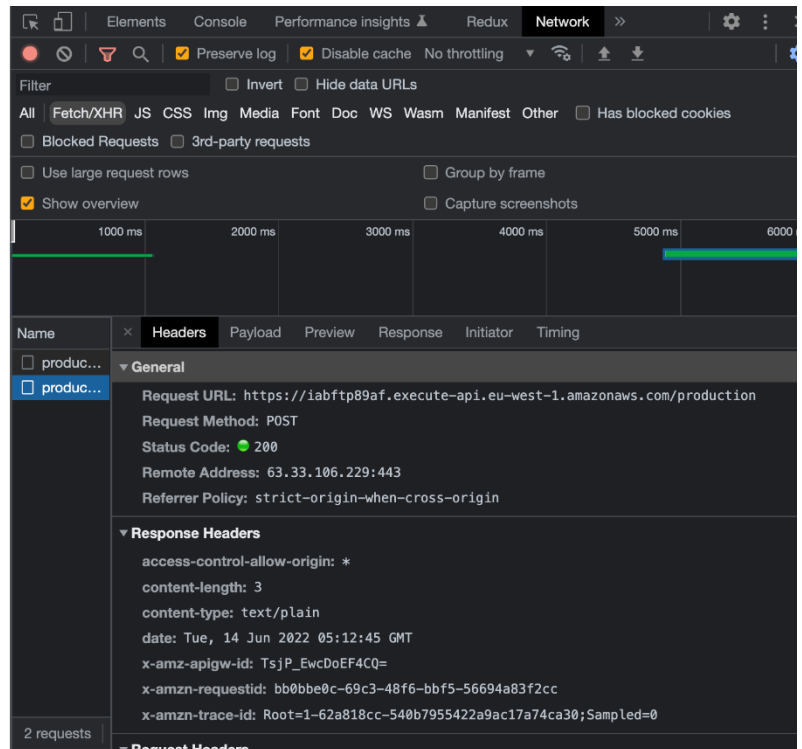 Elements Console Performance insights Redux Network »
Preserve log Disable cache No throttling
Filter Invert Hide data URLs
All Fetch/XHR JS CSS Img Media Font Doc WS Wasm Manifest Other Has blocked cookies
Blocked Requests 3rd-party requests
Use large request rows Group by frame
Show overview Capture screenshots
1000 ms 2000 ms 3000 ms 4000 ms 5000 ms 6000
Name × Headers Payload Preview Response Initiator Timing
produc...
produc...
General
Request URL: https://iabftp89af.execute-api.eu-west-1.amazonaws.com/production
Request Method: POST
Status Code: 200
Remote Address: 63.33.106.229:443
Referrer Policy: strict-origin-when-cross-origin
Response Headers
access-control-allow-origin: *
content-length: 3
content-type: text/plain
date: Tue, 14 Jun 2022 05:12:45 GMT
x-amz-apigw-id: TsjP_EwcDoEF4CQ=
x-amzn-requestid: bb0bbe0c-69c3-48f6-bbf5-56694a83f2cc
x-amzn-trace-id: Root=1-62a818cc-540b7955422a9ac17a74ca30;Sampled=0
2 requests
Request Headers